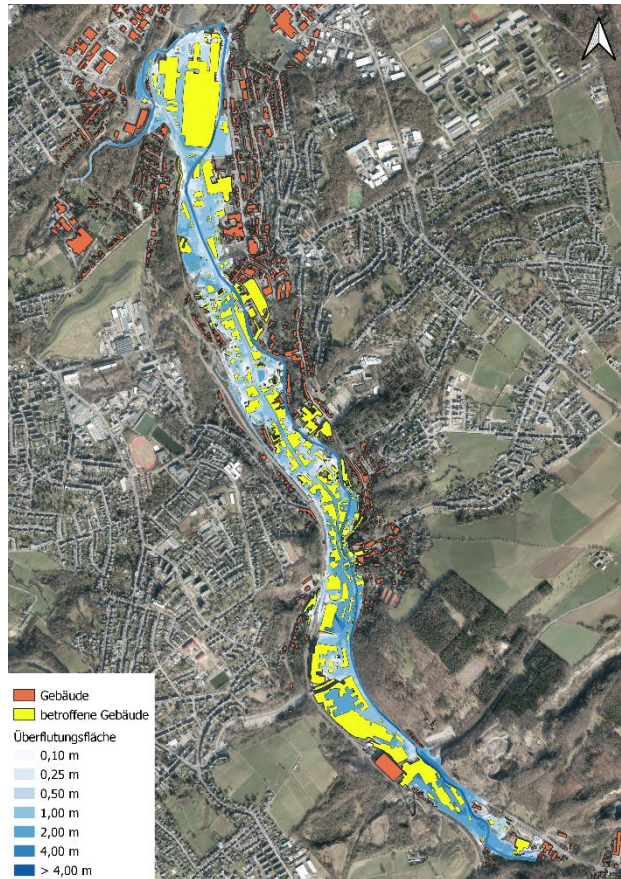 Gebäude
betroffene Gebäude
Überflutungsfläche
0,10 m
0,25 m
0,50 m
1,00 m
2,00 m
4,00 m
> 4,00 m